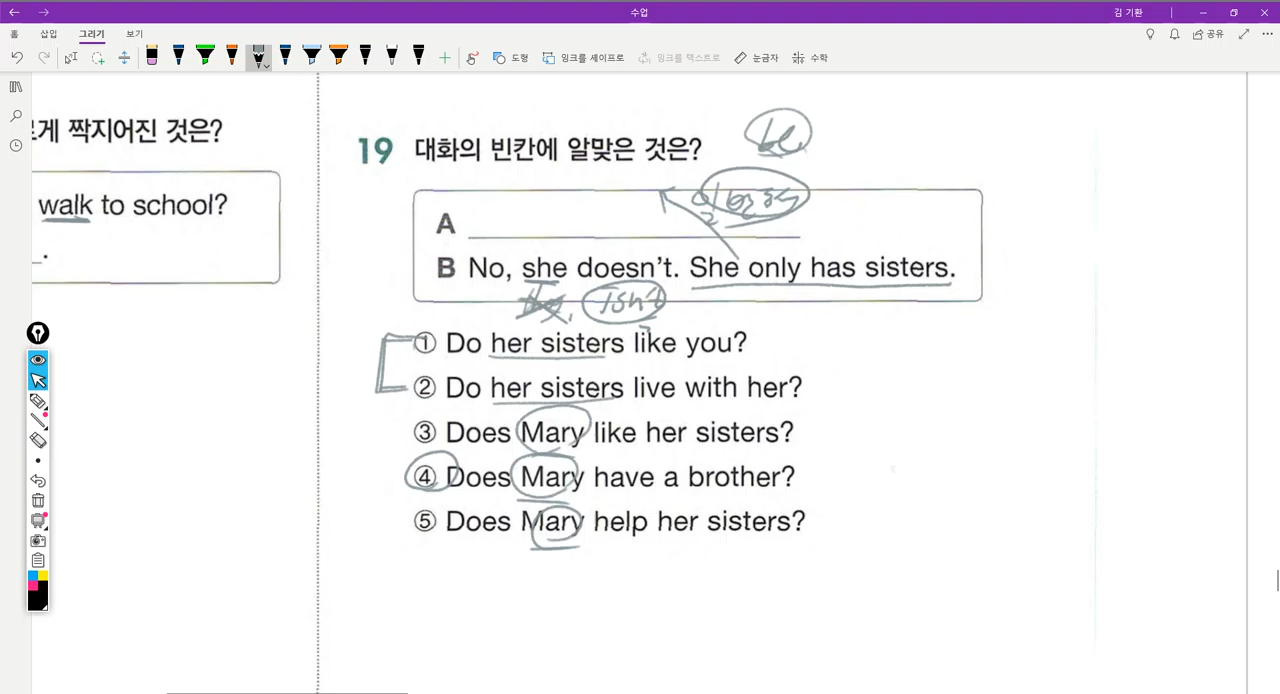 수업
김 기환
홈 삽입 그리기 보기
공유
도형 잉크를 셰이프로 잉크를 텍스트로 눈금자 수학
짝지어진 것은?
walk to school?
19 대화의 빈칸에 알맞은 것은?
be
A
B No, she doesn't. She only has sisters.
isn't
① Do her sisters like you?
② Do her sisters live with her?
③ Does Mary like her sisters?
④ Does Mary have a brother?
⑤ Does Mary help her sisters?